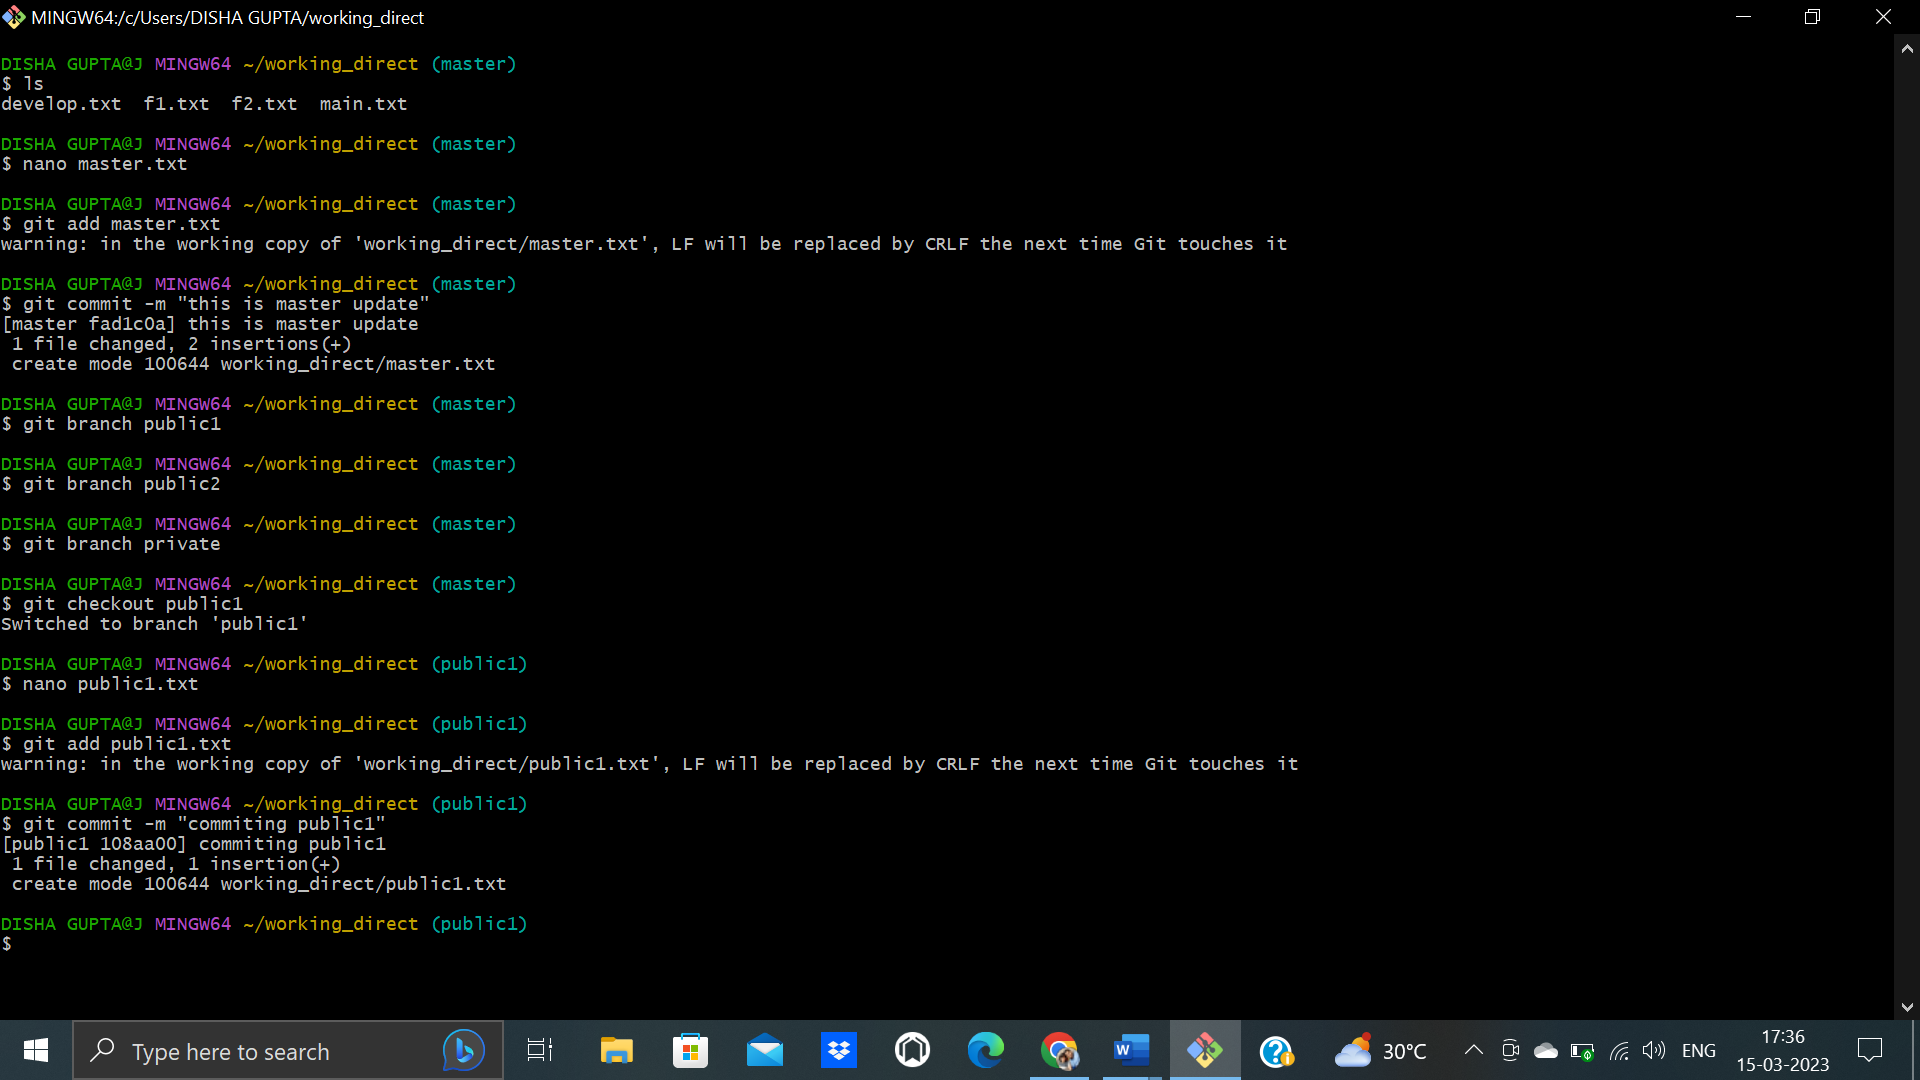 MINGW64:/c/Users/DISHA GUPTA/working_direct
DISHA GUPTA@J MINGW64 ~/working_direct (master)
$ ls
develop.txt  f1.txt  f2.txt  main.txt
DISHA GUPTA@J MINGW64 ~/working_direct (master)
$ nano master.txt
DISHA GUPTA@J MINGW64 ~/working_direct (master)
$ git add master.txt
warning: in the working copy of 'working_direct/master.txt', LF will be replaced by CRLF the next time Git touches it
DISHA GUPTA@J MINGW64 ~/working_direct (master)
$ git commit -m "this is master update"
[master fad1c0a] this is master update
 1 file changed, 2 insertions(+)
 create mode 100644 working_direct/master.txt
DISHA GUPTA@J MINGW64 ~/working_direct (master)
$ git branch public1
DISHA GUPTA@J MINGW64 ~/working_direct (master)
$ git branch public2
DISHA GUPTA@J MINGW64 ~/working_direct (master)
$ git branch private
DISHA GUPTA@J MINGW64 ~/working_direct (master)
$ git checkout public1
Switched to branch 'public1'
DISHA GUPTA@J MINGW64 ~/working_direct (public1)
$ nano public1.txt
DISHA GUPTA@J MINGW64 ~/working_direct (public1)
$ git add public1.txt
warning: in the working copy of 'working_direct/public1.txt', LF will be replaced by CRLF the next time Git touches it
DISHA GUPTA@J MINGW64 ~/working_direct (public1)
$ git commit -m "commiting public1"
[public1 108aa00] commiting public1
 1 file changed, 1 insertion(+)
 create mode 100644 working_direct/public1.txt
DISHA GUPTA@J MINGW64 ~/working_direct (public1)
$
Type here to search
30°C
ENG
17:36
15-03-2023